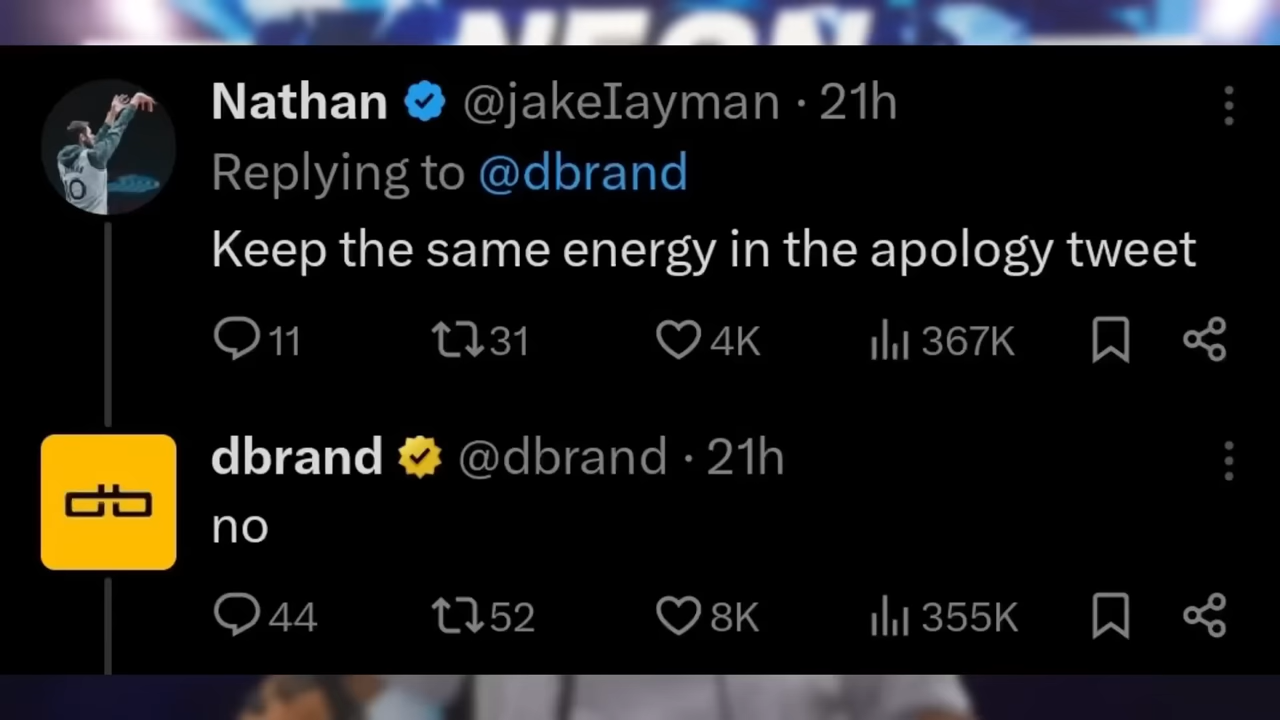 NEON
Nathan @jakeIayman · 21h
Replying to @dbrand
Keep the same energy in the apology tweet
11 31 4K 367K
dbrand @dbrand · 21h
no
44 52 8K 355K